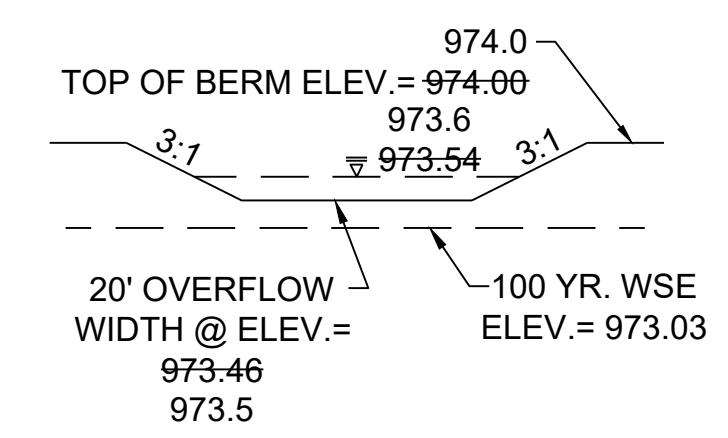 974.0
TOP OF BERM ELEV.= 974.00
973.6
3:1
973.54
3:1
20' OVERFLOW
WIDTH @ ELEV.=
973.46
973.5
100 YR. WSE
ELEV.= 973.03